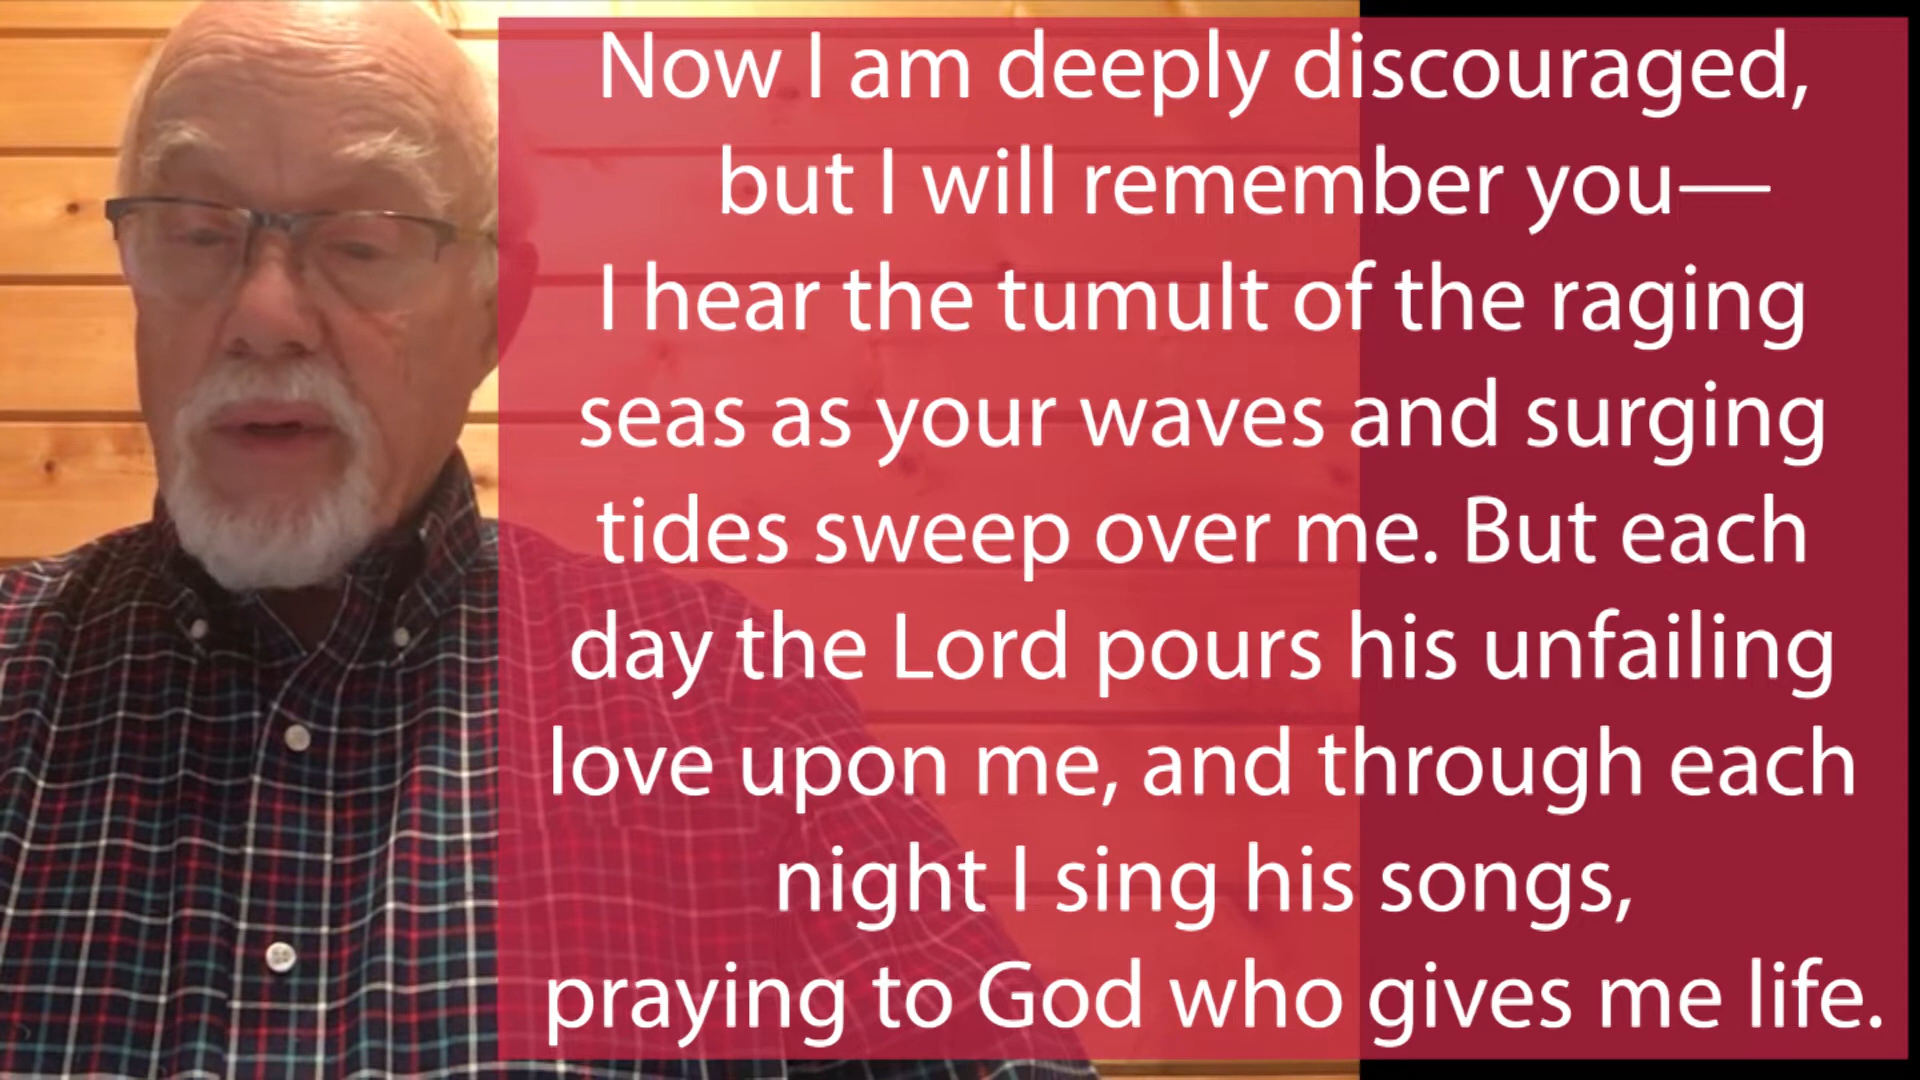 Now I am deeply discouraged,
but I will remember you—
I hear the tumult of the raging
seas as your waves and surging
tides sweep over me. But each
day the Lord pours his unfailing
love upon me, and through each
night I sing his songs,
praying to God who gives me life.